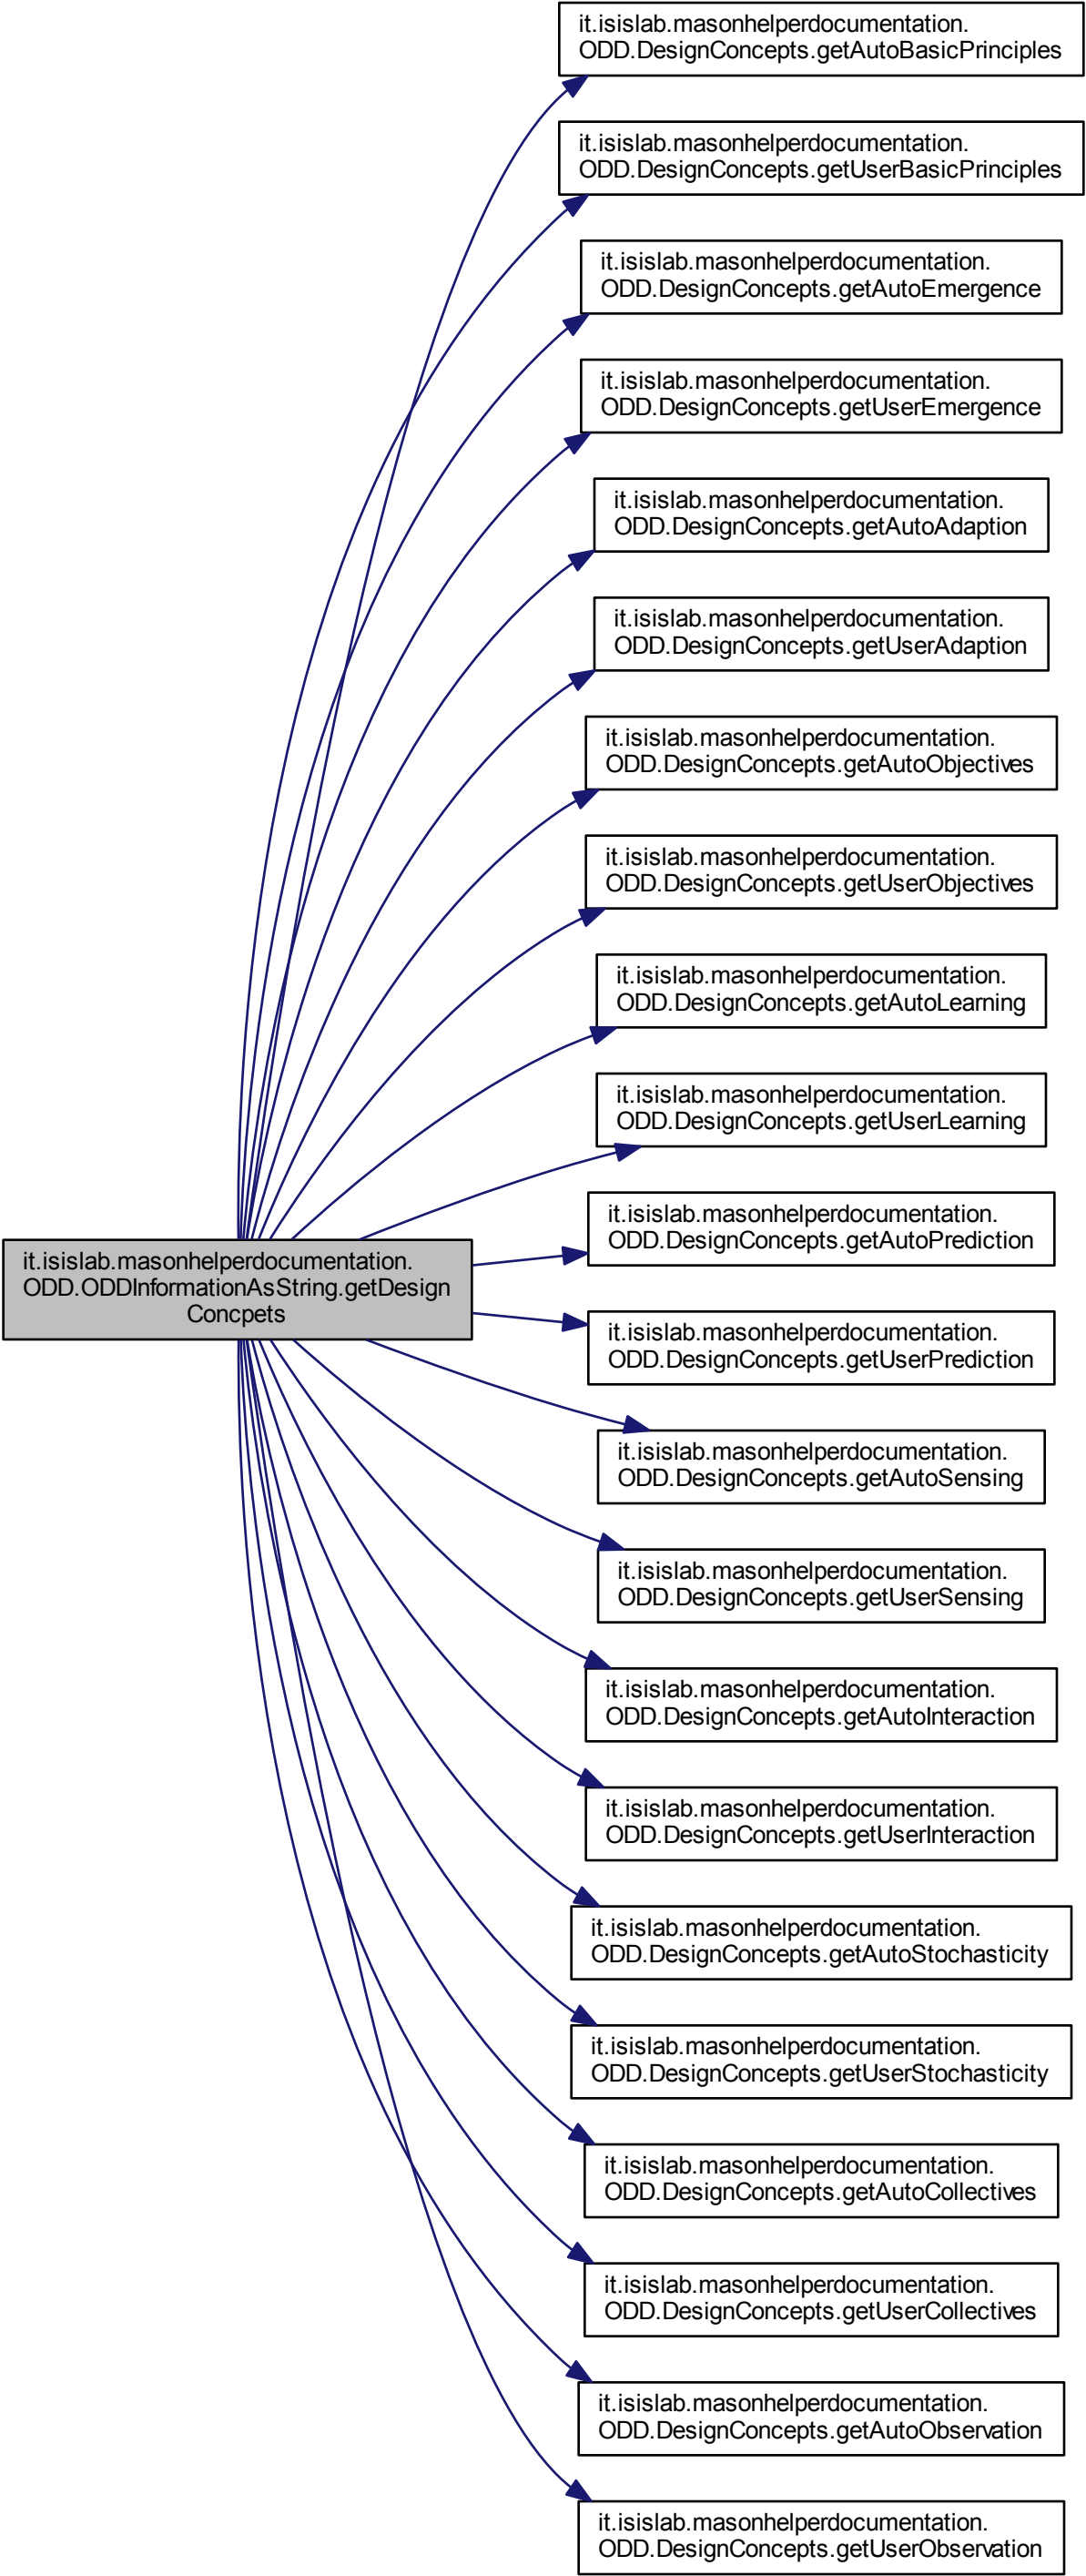 it.isislab.masonhelperdocumentation.
ODD.DesignConcepts.getAutoBasicPrinciples
it.isislab.masonhelperdocumentation.
ODD.DesignConcepts.getUserBasicPrinciples
it.isislab.masonhelperdocumentation.
ODD.DesignConcepts.getAutoEmergence
it.isislab.masonhelperdocumentation.
ODD.DesignConcepts.getUserEmergence
it.isislab.masonhelperdocumentation.
ODD.DesignConcepts.getAutoAdaption
it.isislab.masonhelperdocumentation.
ODD.DesignConcepts.getUserAdaption
it.isislab.masonhelperdocumentation.
ODD.DesignConcepts.getAutoObjectives
it.isislab.masonhelperdocumentation.
ODD.DesignConcepts.getUserObjectives
it.isislab.masonhelperdocumentation.
ODD.DesignConcepts.getAutoLearning
it.isislab.masonhelperdocumentation.
ODD.DesignConcepts.getUserLearning
it.isislab.masonhelperdocumentation.
ODD.DesignConcepts.getAutoPrediction
it.isislab.masonhelperdocumentation.
ODD.ODDInformationAsString.getDesign
Concpets
it.isislab.masonhelperdocumentation.
ODD.DesignConcepts.getUserPrediction
it.isislab.masonhelperdocumentation.
ODD.DesignConcepts.getAutoSensing
it.isislab.masonhelperdocumentation.
ODD.DesignConcepts.getUserSensing
it.isislab.masonhelperdocumentation.
ODD.DesignConcepts.getAutoInteraction
it.isislab.masonhelperdocumentation.
ODD.DesignConcepts.getUserInteraction
it.isislab.masonhelperdocumentation.
ODD.DesignConcepts.getAutoStochasticity
it.isislab.masonhelperdocumentation.
ODD.DesignConcepts.getUserStochasticity
it.isislab.masonhelperdocumentation.
ODD.DesignConcepts.getAutoCollectives
it.isislab.masonhelperdocumentation.
ODD.DesignConcepts.getUserCollectives
it.isislab.masonhelperdocumentation.
ODD.DesignConcepts.getAutoObservation
it.isislab.masonhelperdocumentation.
ODD.DesignConcepts.getUserObservation